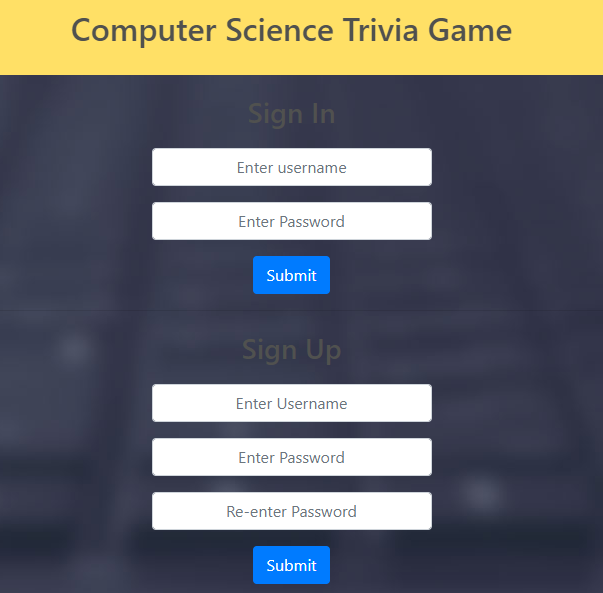 Computer Science Trivia Game
Sign In
Enter username
Enter Password
Submit
Sign Up
Enter Username
Enter Password
Re-enter Password
Submit